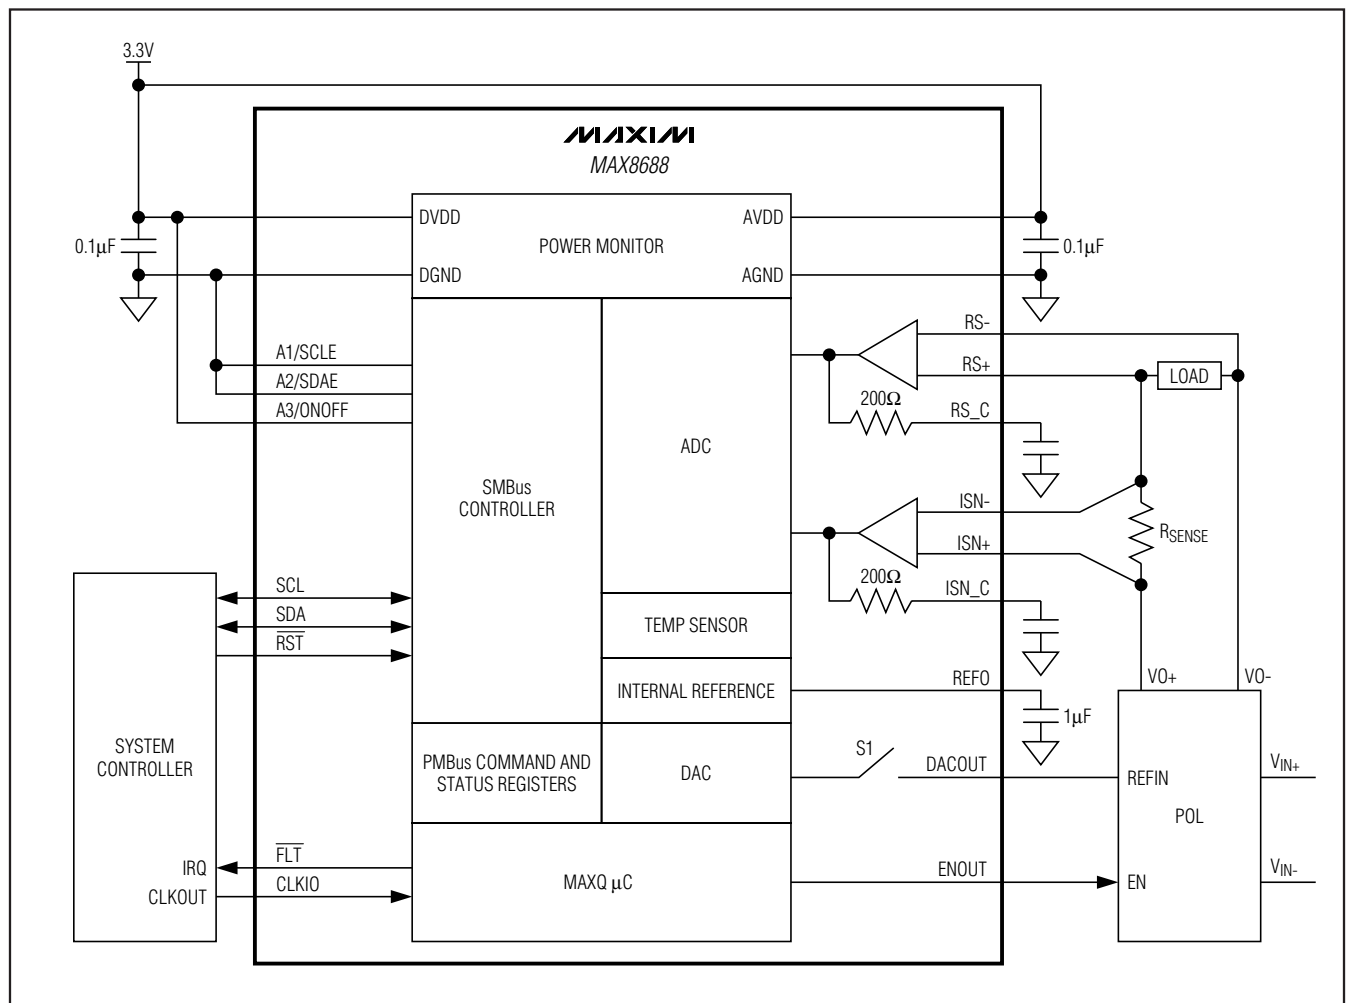 3.3V
MAXIM
MAX8688
DVDD
AVDD
0.1µF
POWER MONITOR
0.1µF
DGND
AGND
RS-
A1/SCLE
RS+
LOAD
A2/SDAE
200Ω
RS_C
A3/ONOFF
ADC
SMBus
CONTROLLER
ISN-
RSENSE
ISN+
200Ω
ISN_C
SCL
SDA
TEMP SENSOR
RST
REFO
VO+
VO-
INTERNAL REFERENCE
1µF
SYSTEM
CONTROLLER
PMBus COMMAND AND
STATUS REGISTERS
DAC
S1
DACOUT
REFIN
VIN+
POL
FLT
IRQ
CLKIO
CLKOUT
MAXQ µC
ENOUT
EN
VIN-